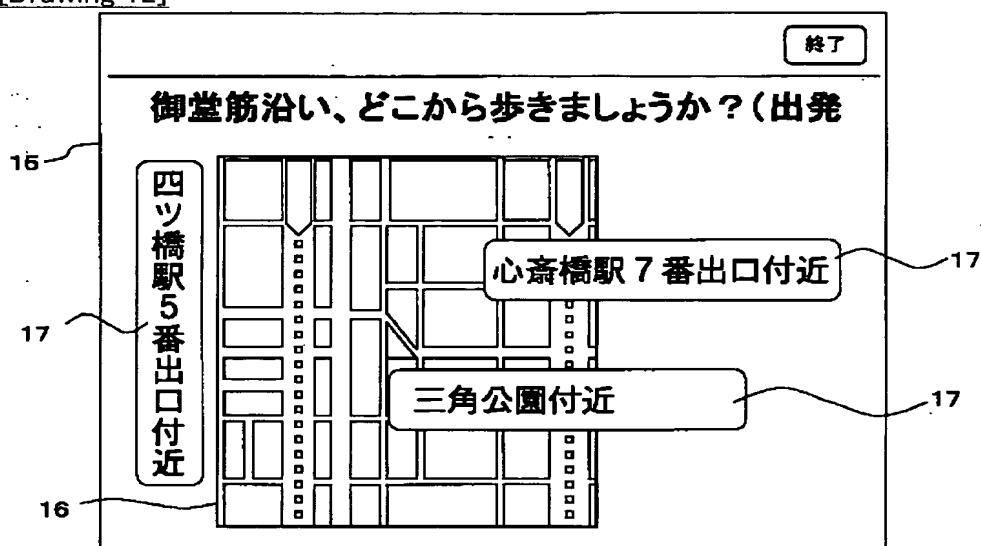 [Drawing 12]
終了
御堂筋沿い、どこから歩きましょうか？(出発
15
四ツ橋駅5番出口付近
心斎橋駅7番出口付近
17
17
三角公園付近
17
16